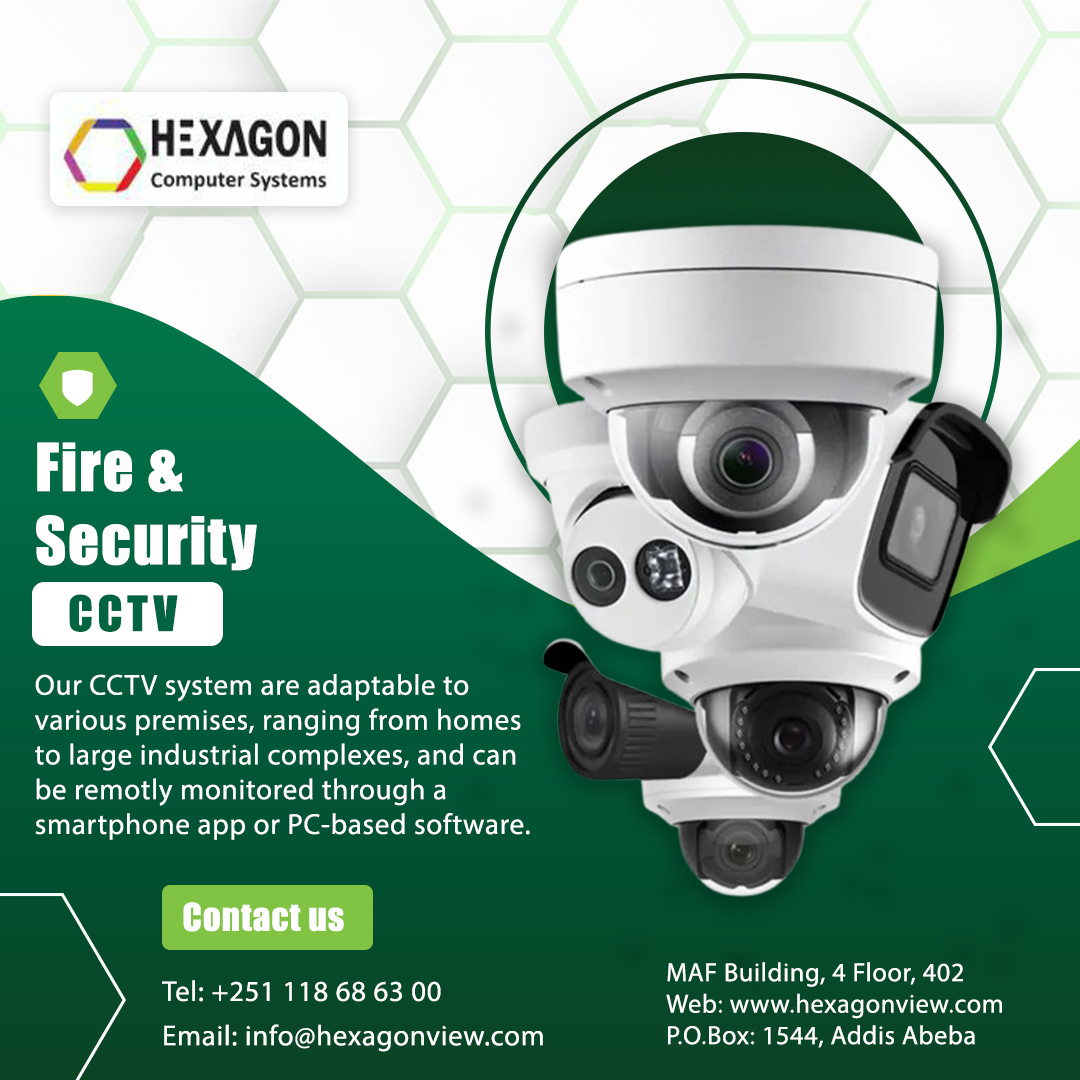 HEXAGON
Computer Systems
Fire &
Security
CCTV
Our CCTV system are adaptable to
various premises, ranging from homes
to large industrial complexes, and can
be remotly monitored through a
smartphone app or PC-based software.
Contact us
Tel: +251 118 68 63 00
Email: info@hexagonview.com
MAF Building, 4 Floor, 402
Web: www.hexagonview.com
P.O.Box: 1544, Addis Abeba